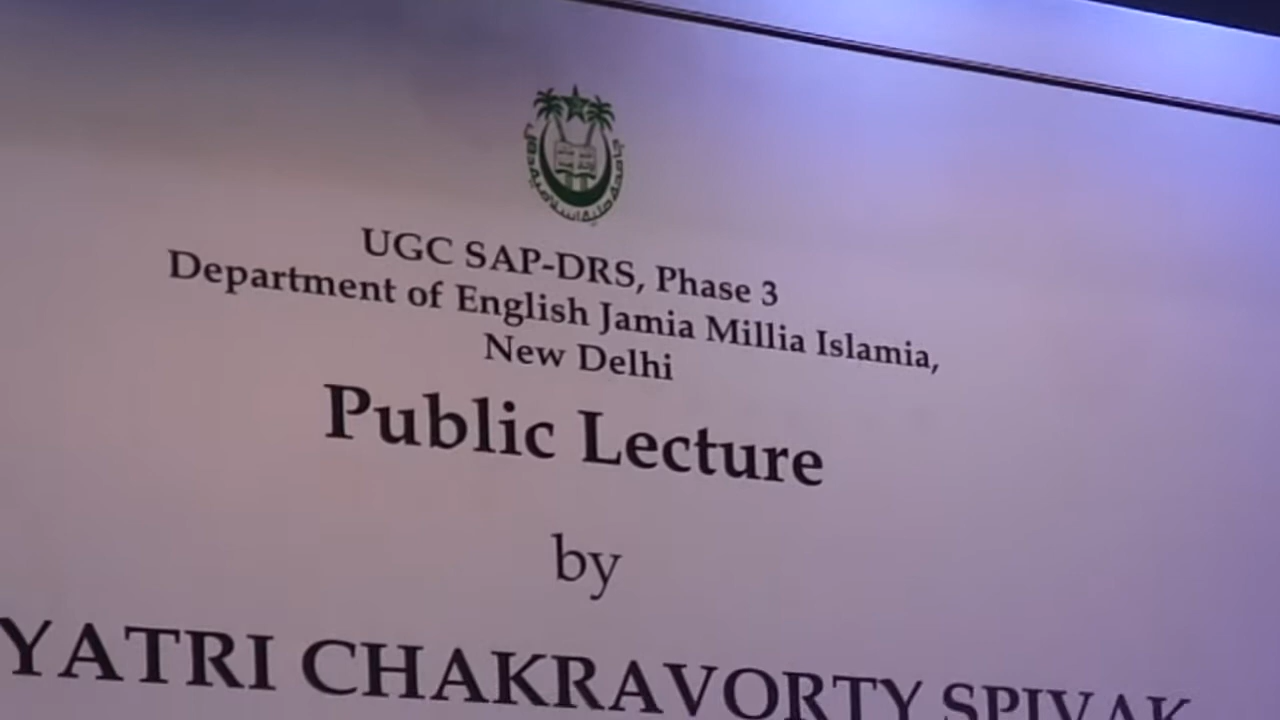 UGC SAP-DRS, Phase 3
Department of English Jamia Millia Islamia,
New Delhi
Public Lecture
by
YATRI CHAKRAVORTY SPIVAK